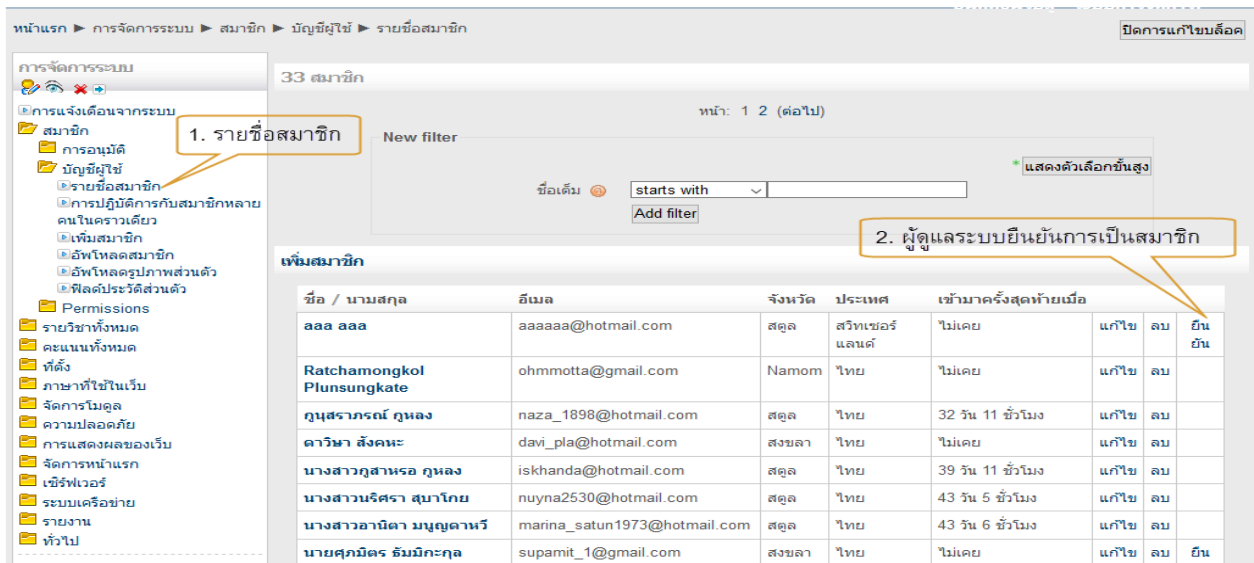 หน้าแรก ► การจัดการระบบ ► สมาชิก ► บัญชีผู้ใช้ ► รายชื่อสมาชิก
ปิดการแก้ไขบล็อค
การจัดการระบบ
การแจ้งเตือนจากระบบ
สมาชิก
การอนุมัติ
บัญชีผู้ใช้
รายชื่อสมาชิก
การปฎิบัติการกับสมาชิกหลาย
คนในคราวเดียว
เพิ่มสมาชิก
อัพโหลดสมาชิก
อัพโหลดรูปภาพส่วนตัว
ฟิลด์ประวัติส่วนตัว
Permissions
รายวิชาทั้งหมด
คะแนนทั้งหมด
ที่ตั้ง
ภาษาที่ใช้ในเว็บ
จัดการโมดูล
ความปลอดภัย
การแสดงผลของเว็บ
จัดการหน้าแรก
เซิร์ฟเวอร์
ระบบเครือข่าย
รายงาน
ทั่วไป
1. รายชื่อสมาชิก
33 สมาชิก
หน้า: 1 2 (ต่อไป)
New filter
* แสดงตัวเลือกขั้นสูง
ชื่อเต็ม starts with
Add filter
2. ผู้ดูแลระบบยืนยันการเป็นสมาชิก
เพิ่มสมาชิก
ชื่อ / นามสกุล อีเมล จังหวัด ประเทศ เข้ามาครั้งสุดท้ายเมื่อ
aaa aaa aaaaaa@hotmail.com สตูล สวิทเซอร์ ไม่เคย แก้ไข ลบ ยืน
แลนด์ ยัน
Ratchamongkol ohmmotta@gmail.com Namom ไทย ไม่เคย แก้ไข ลบ
Plunsungkate
กูนุสราภรณ์ กูหลง naza_1898@hotmail.com สตูล ไทย 32 วัน 11 ชั่วโมง แก้ไข ลบ
ดาวิษา สังคหะ davi_pla@hotmail.com สงขลา ไทย ไม่เคย แก้ไข ลบ
นางสาวกูสาหรอ กูหลง iskhanda@hotmail.com สตูล ไทย 39 วัน 11 ชั่วโมง แก้ไข ลบ
นางสาวนริศรา สุบาโกย nuyna2530@hotmail.com สตูล ไทย 43 วัน 5 ชั่วโมง แก้ไข ลบ
นางสาวอานิตา มนูญดาหวี marina_satun1973@hotmail.com สตูล ไทย 43 วัน 6 ชั่วโมง แก้ไข ลบ
นายศุภมิตร ธัมมิกะกุล supamit_1@gmail.com สงขลา ไทย ไม่เคย แก้ไข ลบ ยืน